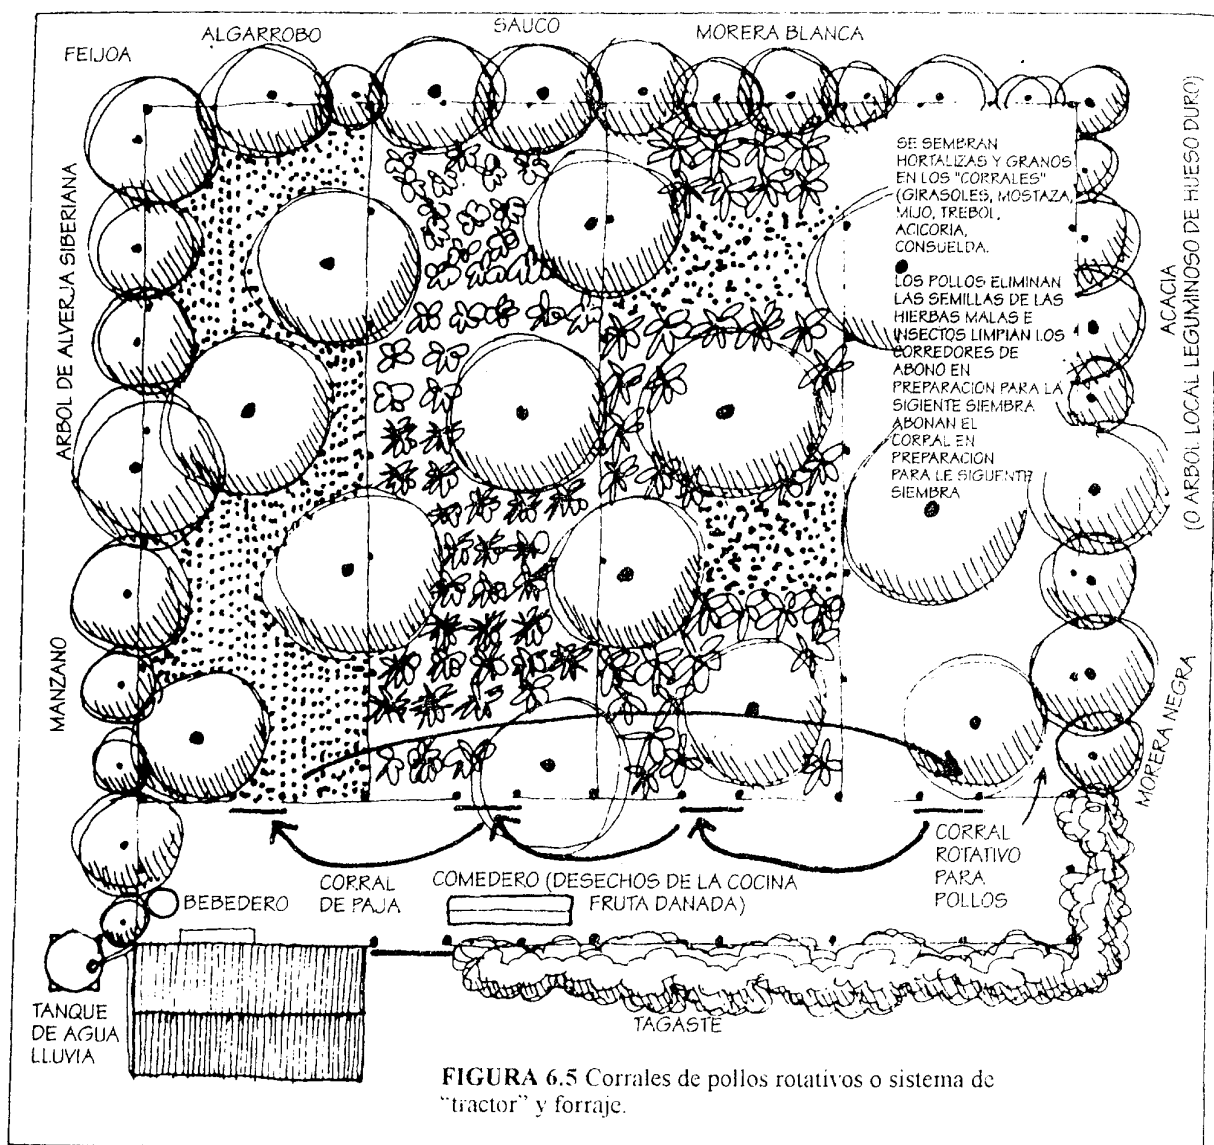 FEIJOA
ALGARROBO
SAUCO
MORERA BLANCA
ARBOL DE ALVERJA SIBERIANA
MANZANO
SE SEMBRAN
HORTALIZAS Y GRANOS
EN LOS "CORRALES"
(GIRASOLES, MOSTAZA,
MIJO, TREBOL,
ACICORIA,
CONSUELDA.
LOS POLLOS ELIMINAN
LAS SEMILLAS DE LAS
HIERBAS MALAS E
INSECTOS LIMPIAN LOS
CORREDORES DE
ABONO EN
PREPARACION PARA LA
SIGIENTE SIEMBRA
ABONAN EL
CORPAL EN
PREPARACION
PARA LE SIGUENTE
SIEMBRA
ACACIA
(O ARBOL LOCAL LEGUMINOSO DE HUESO DURO)
MORERA NEGRA
CORRAL
ROTATIVO
PARA
POLLOS
BEBEDERO
CORRAL
DE PAJA
COMEDERO (DESECHOS DE LA COCINA
FRUTA DANADA)
TANQUE
DE AGUA
LLUVIA
TAGASTE
FIGURA 6.5 Corrales de pollos rotativos o sistema de
“tractor” y forraje.